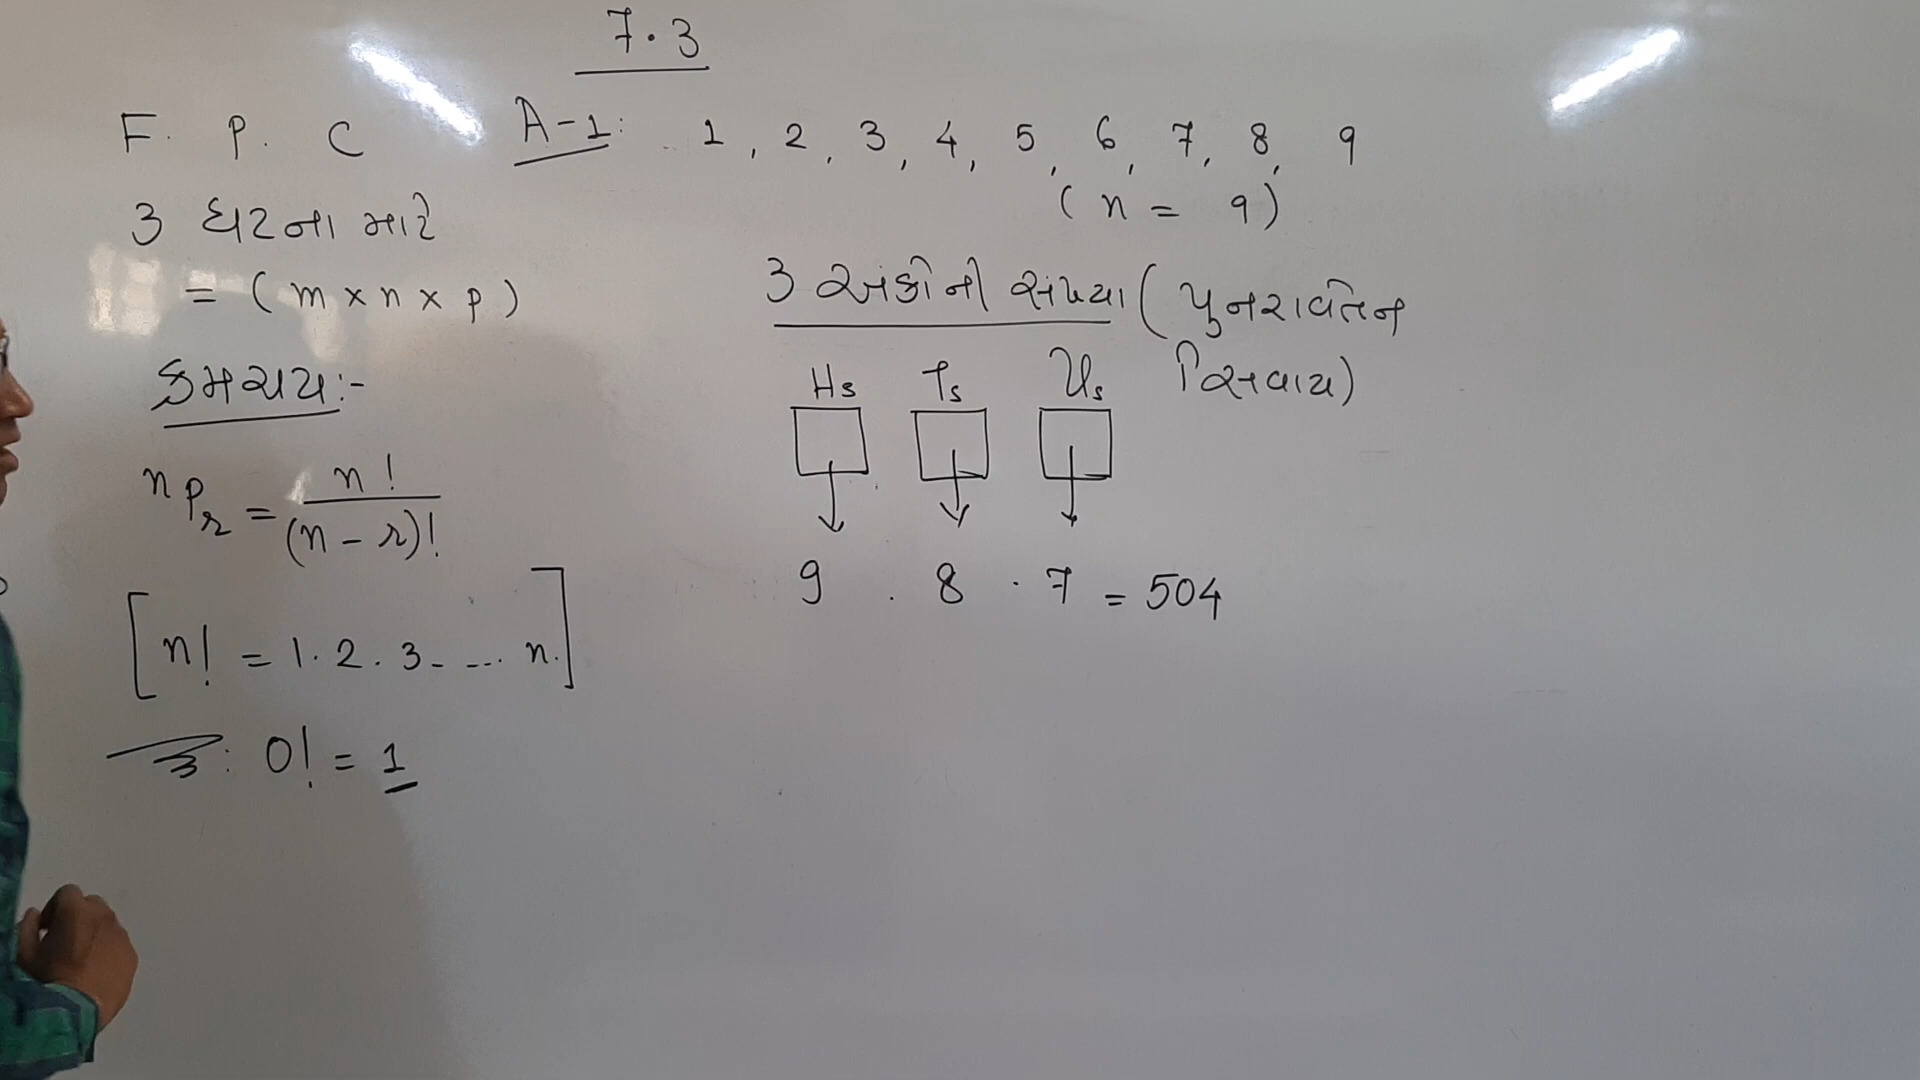 7.3
F. P. C
3 ઘટના માટે
= (m × n × p)
ક્રમચય:-
nPr = n! / (n - r)!
[n! = 1. 2. 3- -... n.]
0! = 1
A-1: 1, 2, 3, 4, 5, 6, 7, 8, 9
(n = 9)
3 અંકોની સંખ્યા (પુનરાવર્તન
સિવાય)
Hs Ts Us
9 . 8 . 7 = 504